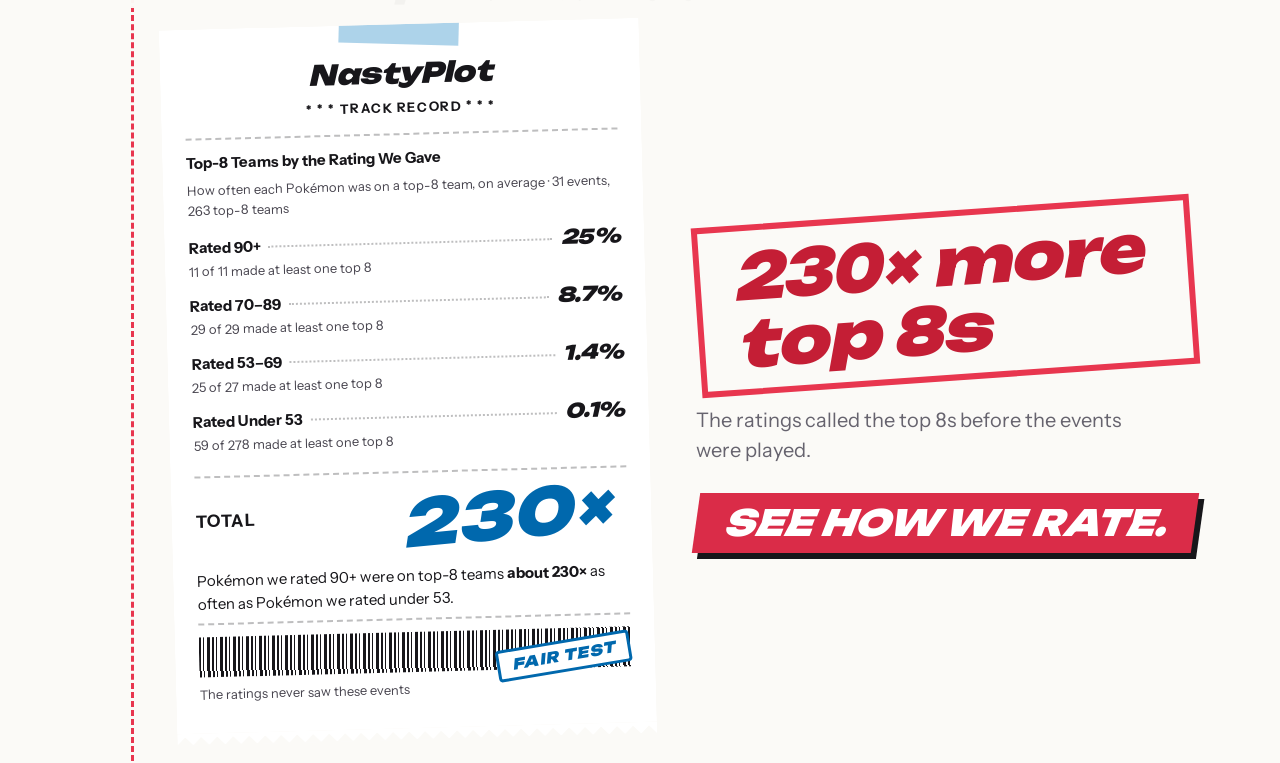 NastyPlot
* * * TRACK RECORD * * *
Top-8 Teams by the Rating We Gave
How often each Pokémon was on a top-8 team, on average · 31 events,
263 top-8 teams
Rated 90+ 25%
11 of 11 made at least one top 8
Rated 70–89 8.7%
29 of 29 made at least one top 8
Rated 53–69 1.4%
25 of 27 made at least one top 8
Rated Under 53 0.1%
59 of 278 made at least one top 8
TOTAL 230×
Pokémon we rated 90+ were on top-8 teams about 230× as
often as Pokémon we rated under 53.
FAIR TEST
The ratings never saw these events
230× more
top 8s
The ratings called the top 8s before the events
were played.
SEE HOW WE RATE.